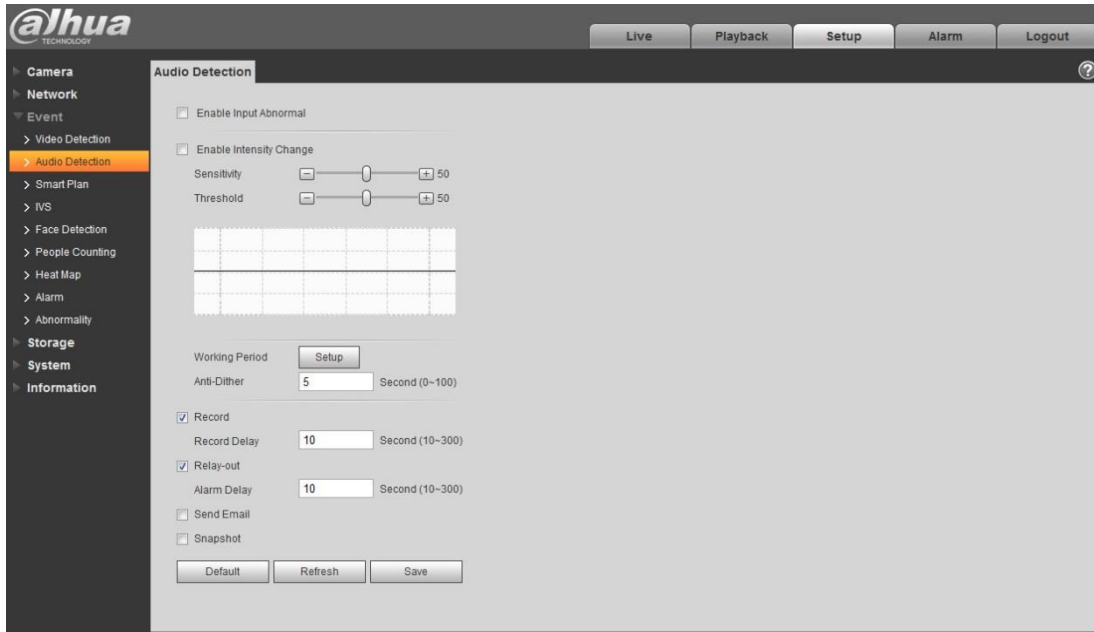 alhua
TECHNOLOGY
Live Playback Setup Alarm Logout
Camera
Network
Event
Video Detection
Audio Detection
Smart Plan
IVS
Face Detection
People Counting
Heat Map
Alarm
Abnormality
Storage
System
Information
Audio Detection
?
Enable Input Abnormal
Enable Intensity Change
Sensitivity 50
Threshold 50
Working Period Setup
Anti-Dither 5 Second (0~100)
Record
Record Delay 10 Second (10~300)
Relay-out
Alarm Delay 10 Second (10~300)
Send Email
Snapshot
Default Refresh Save